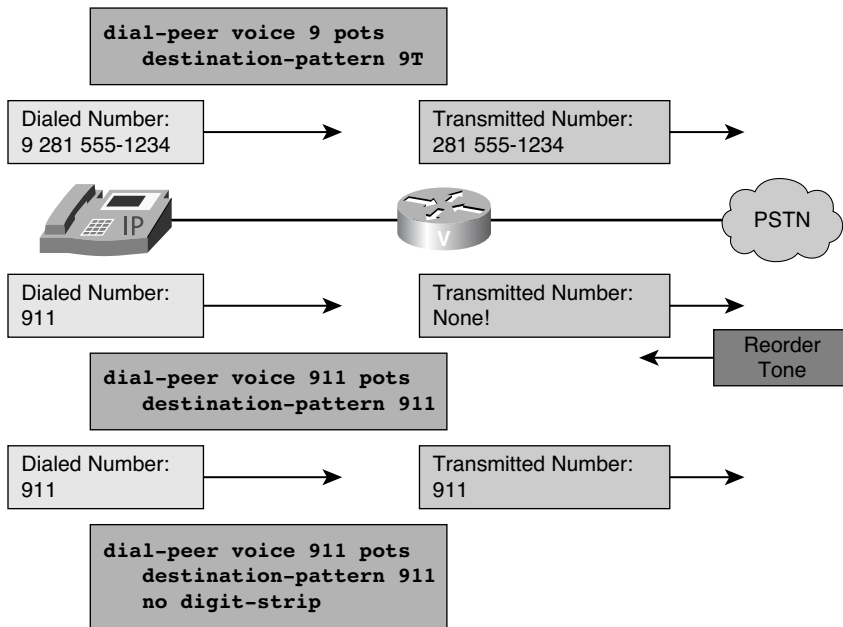 dial-peer voice 9 pots
destination-pattern 9T
Dialed Number:
9 281 555-1234
Transmitted Number:
281 555-1234
IP
V
PSTN
Dialed Number:
911
Transmitted Number:
None!
Reorder
Tone
dial-peer voice 911 pots
destination-pattern 911
Dialed Number:
911
Transmitted Number:
911
dial-peer voice 911 pots
destination-pattern 911
no digit-strip